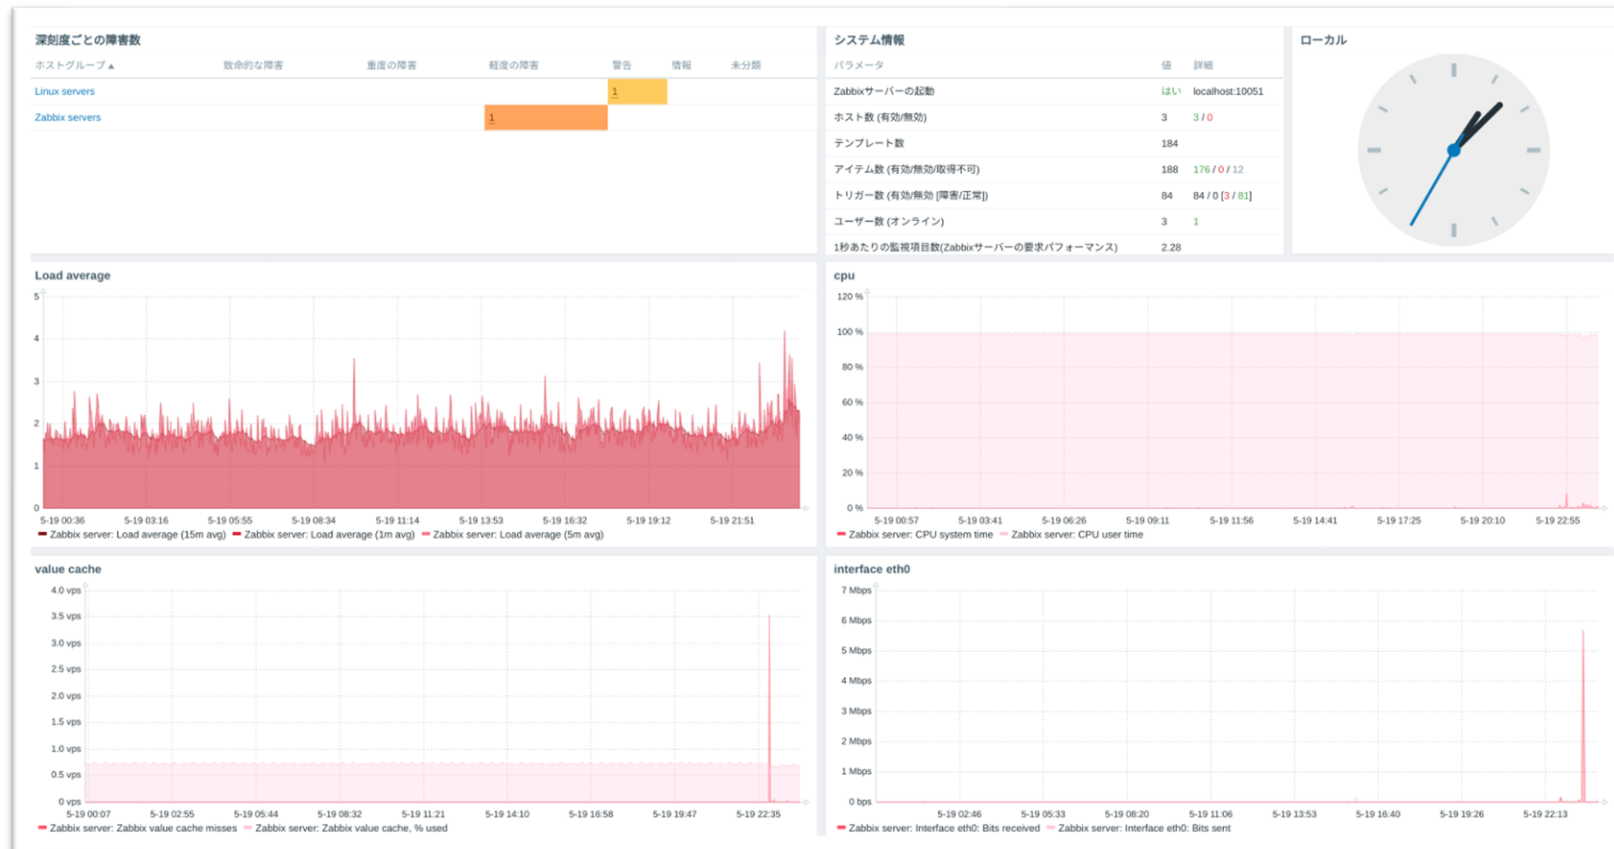 深刻度ごとの障害数
ホストグループ▲ 致命的な障害 重度の障害 軽度の障害 警告 情報 未分類
Linux servers 1
Zabbix servers 1
システム情報
パラメータ 値 詳細
Zabbixサーバーの起動 はい localhost:10051
ホスト数 (有効/無効) 3 3 / 0
テンプレート数 184
アイテム数 (有効/無効/取得不可) 188 176 / 0 / 12
トリガー数 (有効/無効 [障害/正常]) 84 84 / 0 [3 / 81]
ユーザー数 (オンライン) 3 1
1秒あたりの監視項目数(Zabbixサーバーの要求パフォーマンス) 2.28
ローカル
Load average
5
4
3
2
1
0
5-19 00:36 5-19 03:16 5-19 05:55 5-19 08:34 5-19 11:14 5-19 13:53 5-19 16:32 5-19 19:12 5-19 21:51
Zabbix server: Load average (15m avg) Zabbix server: Load average (1m avg) Zabbix server: Load average (5m avg)
cpu
120 %
100 %
80 %
60 %
40 %
20 %
0 %
5-19 00:57 5-19 03:41 5-19 06:26 5-19 09:11 5-19 11:56 5-19 14:41 5-19 17:25 5-19 20:10 5-19 22:55
Zabbix server: CPU system time Zabbix server: CPU user time
value cache
4.0 vps
3.5 vps
3.0 vps
2.5 vps
2.0 vps
1.5 vps
1.0 vps
0.5 vps
0 vps
5-19 00:07 5-19 02:55 5-19 05:44 5-19 08:32 5-19 11:21 5-19 14:10 5-19 16:58 5-19 19:47 5-19 22:35
Zabbix server: Zabbix value cache misses Zabbix server: Zabbix value cache, % used
interface eth0
7 Mbps
6 Mbps
5 Mbps
4 Mbps
3 Mbps
2 Mbps
1 Mbps
0 bps
5-19 02:46 5-19 05:33 5-19 08:20 5-19 11:06 5-19 13:53 5-19 16:40 5-19 19:26 5-19 22:13
Zabbix server: Interface eth0: Bits received Zabbix server: Interface eth0: Bits sent